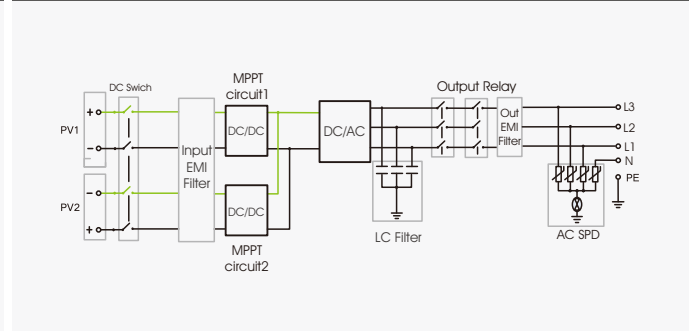 DC Swich
MPPT
circuit1
Output Relay
PV1
+
−
PV2
−
+
Input
EMI
Filter
DC/DC
DC/DC
MPPT
circuit2
DC/AC
LC Filter
Out
EMI
Filter
L3
L2
L1
N
PE
AC SPD